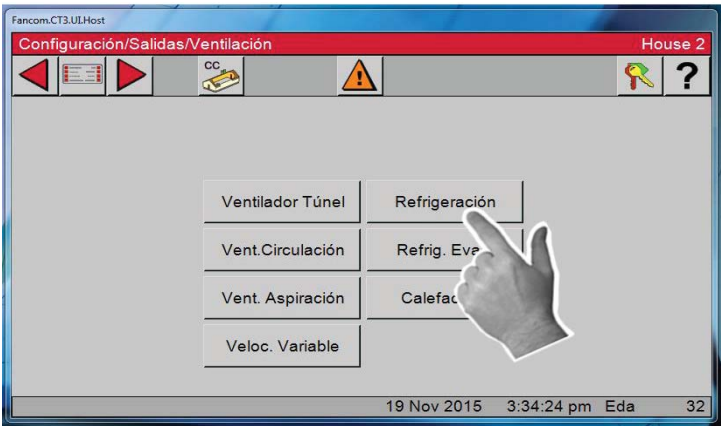 Fancom.CT3.UI.Host
Configuración/Salidas/Ventilación House 2
CC
?
Ventilador Túnel Refrigeración
Vent.Circulación Refrig.
Vent. Aspiración
Veloc. Variable
19 Nov 2015 3:34:24 pm Eda 32